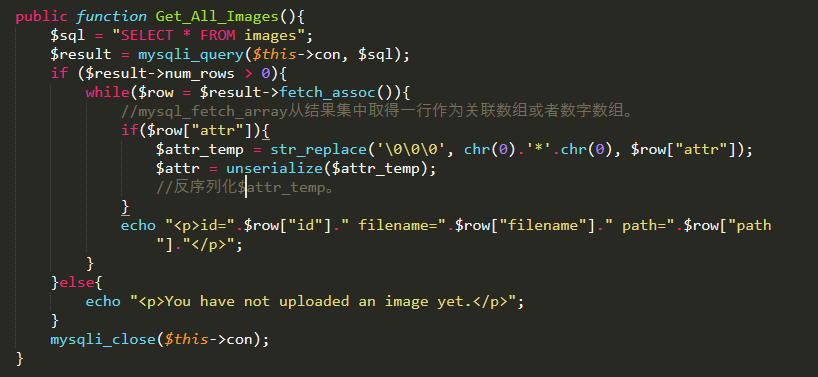 public function Get_All_Images(){
$sql = "SELECT * FROM images";
$result = mysqli_query($this->con, $sql);
if ($result->num_rows > 0){
while($row = $result->fetch_assoc()){
//mysql_fetch_array从结果集中取得一行作为关联数组或者数字数组。
if($row["attr"]){
$attr_temp = str_replace('\0\0\0', chr(0).'*'.chr(0), $row["attr"]);
$attr = unserialize($attr_temp);
//反序列化$attr_temp。
}
echo "<p>id=".$row["id"]." filename=".$row["filename"]." path=".$row["path
"]."</p>";
}
}else{
echo "<p>You have not uploaded an image yet.</p>";
}
mysqli_close($this->con);
}